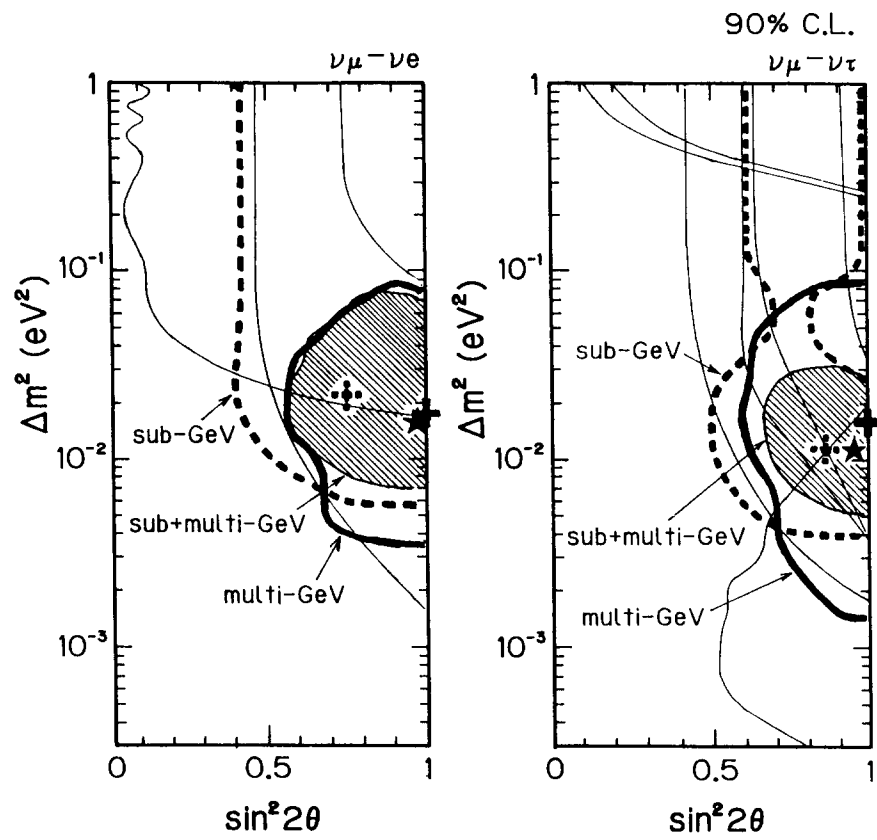 90% C.L.
νμ−νe
νμ−ντ
1
10⁻¹
10⁻²
10⁻³
Δm² (eV²)
sub-GeV
sub+multi-GeV
multi-GeV
0
0.5
1
sin²2θ
1
10⁻¹
10⁻²
10⁻³
Δm² (eV²)
sub-GeV
sub+multi-GeV
multi-GeV
0
0.5
1
sin²2θ